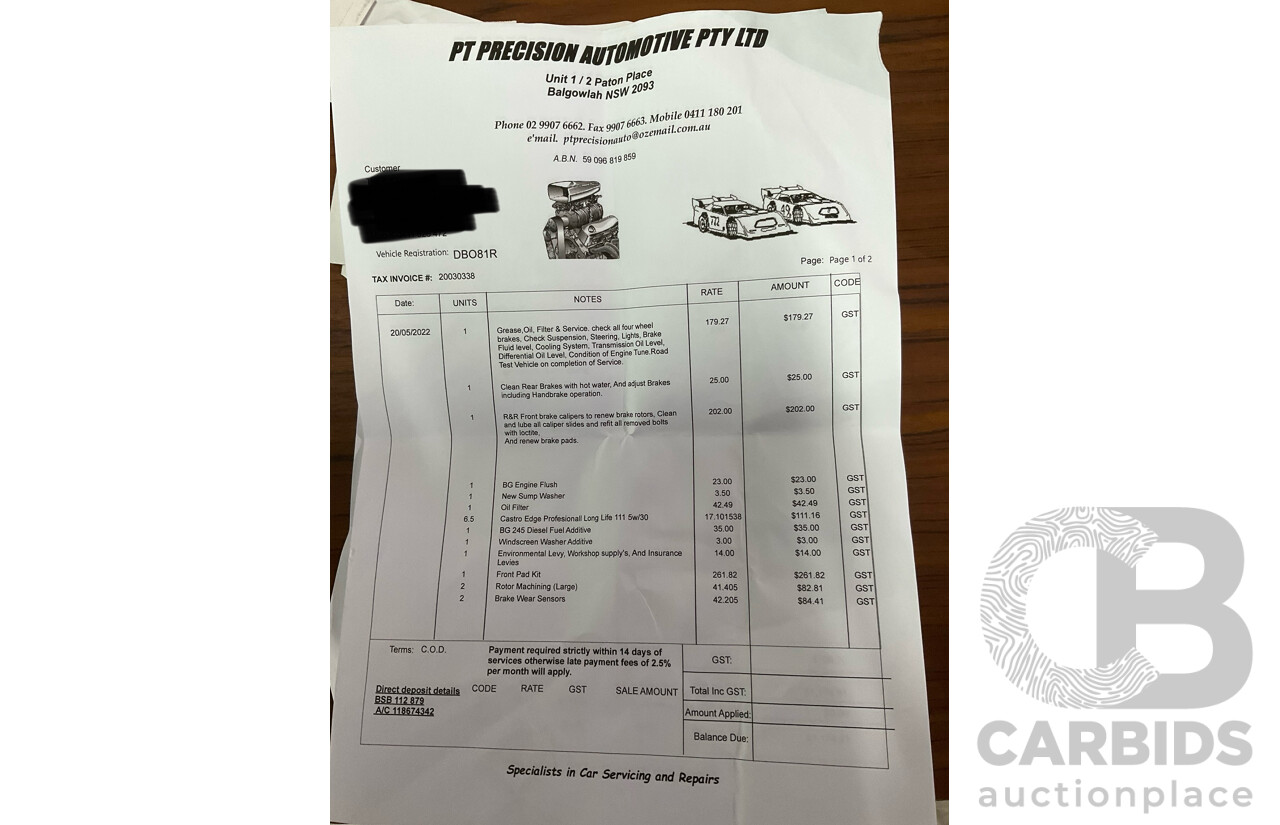 PT PRECISION AUTOMOTIVE PTY LTD
Unit 1 / 2 Paton Place
Balgowlah NSW 2093
Phone 02 9907 6662. Fax 9907 6663. Mobile 0411 180 201
e'mail. ptprecisionauto@ozemail.com.au
A.B.N. 59 096 819 859
Customer
Vehicle Registration: DBO81R
772
49
Page: Page 1 of 2
TAX INVOICE #: 20030338
Date: UNITS NOTES RATE AMOUNT CODE
20/05/2022 1 Grease,Oil, Filter & Service. check all four wheel 179.27 $179.27 GST
brakes, Check Suspension, Steering, Lights, Brake
Fluid level, Cooling System, Transmission Oil Level,
Differential Oil Level, Condition of Engine Tune.Road
Test Vehicle on completion of Service.
1 Clean Rear Brakes with hot water, And adjust Brakes 25.00 $25.00 GST
including Handbrake operation.
1 R&R Front brake calipers to renew brake rotors, Clean 202.00 $202.00 GST
and lube all caliper slides and refit all removed bolts
with loctite,
And renew brake pads.
1 BG Engine Flush 23.00 $23.00 GST
1 New Sump Washer 3.50 $3.50 GST
1 Oil Filter 42.49 $42.49 GST
6.5 Castro Edge Profesionall Long Life 111 5w/30 17.101538 $111.16 GST
1 BG 245 Diesel Fuel Additive 35.00 $35.00 GST
1 Windscreen Washer Additive 3.00 $3.00 GST
1 Environmental Levy, Workshop supply's, And Insurance 14.00 $14.00 GST
Levies
1 Front Pad Kit 261.82 $261.82 GST
2 Rotor Machining (Large) 41.405 $82.81 GST
2 Brake Wear Sensors 42.205 $84.41 GST
Terms: C.O.D. Payment required strictly within 14 days of
services otherwise late payment fees of 2.5%
per month will apply.
GST:
Direct deposit details CODE RATE GST SALE AMOUNT Total Inc GST:
BSB 112 879
A/C 118674342
Amount Applied:
Balance Due:
Specialists in Car Servicing and Repairs
CB
CARBIDS
auctionplace